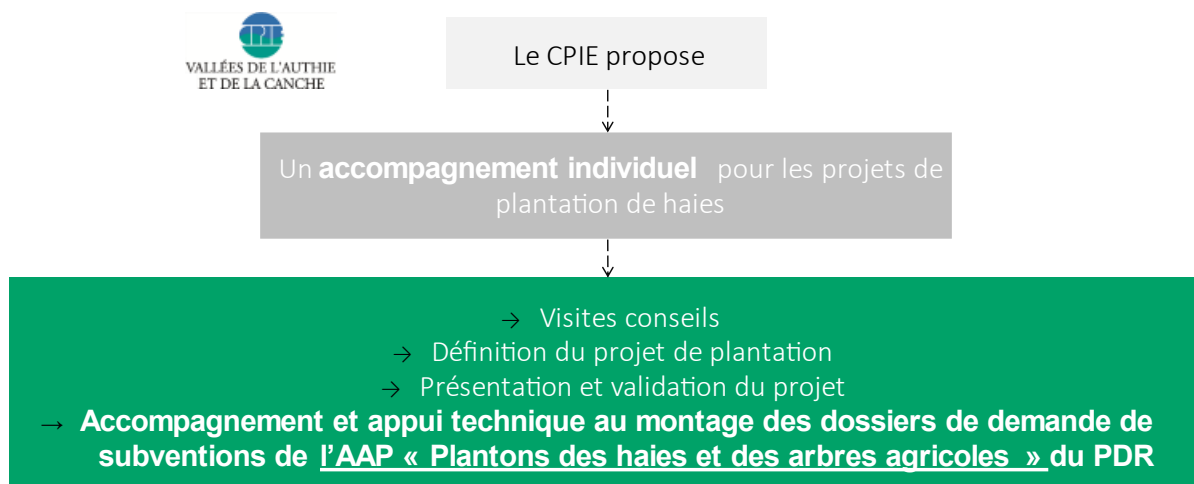 CPIE
VALLÉES DE L'AUTHIE
ET DE LA CANCHE
Le CPIE propose
Un accompagnement individuel pour les projets de
plantation de haies
→ Visites conseils
→ Définition du projet de plantation
→ Présentation et validation du projet
→ Accompagnement et appui technique au montage des dossiers de demande de
subventions de l'AAP « Plantons des haies et des arbres agricoles » du PDR